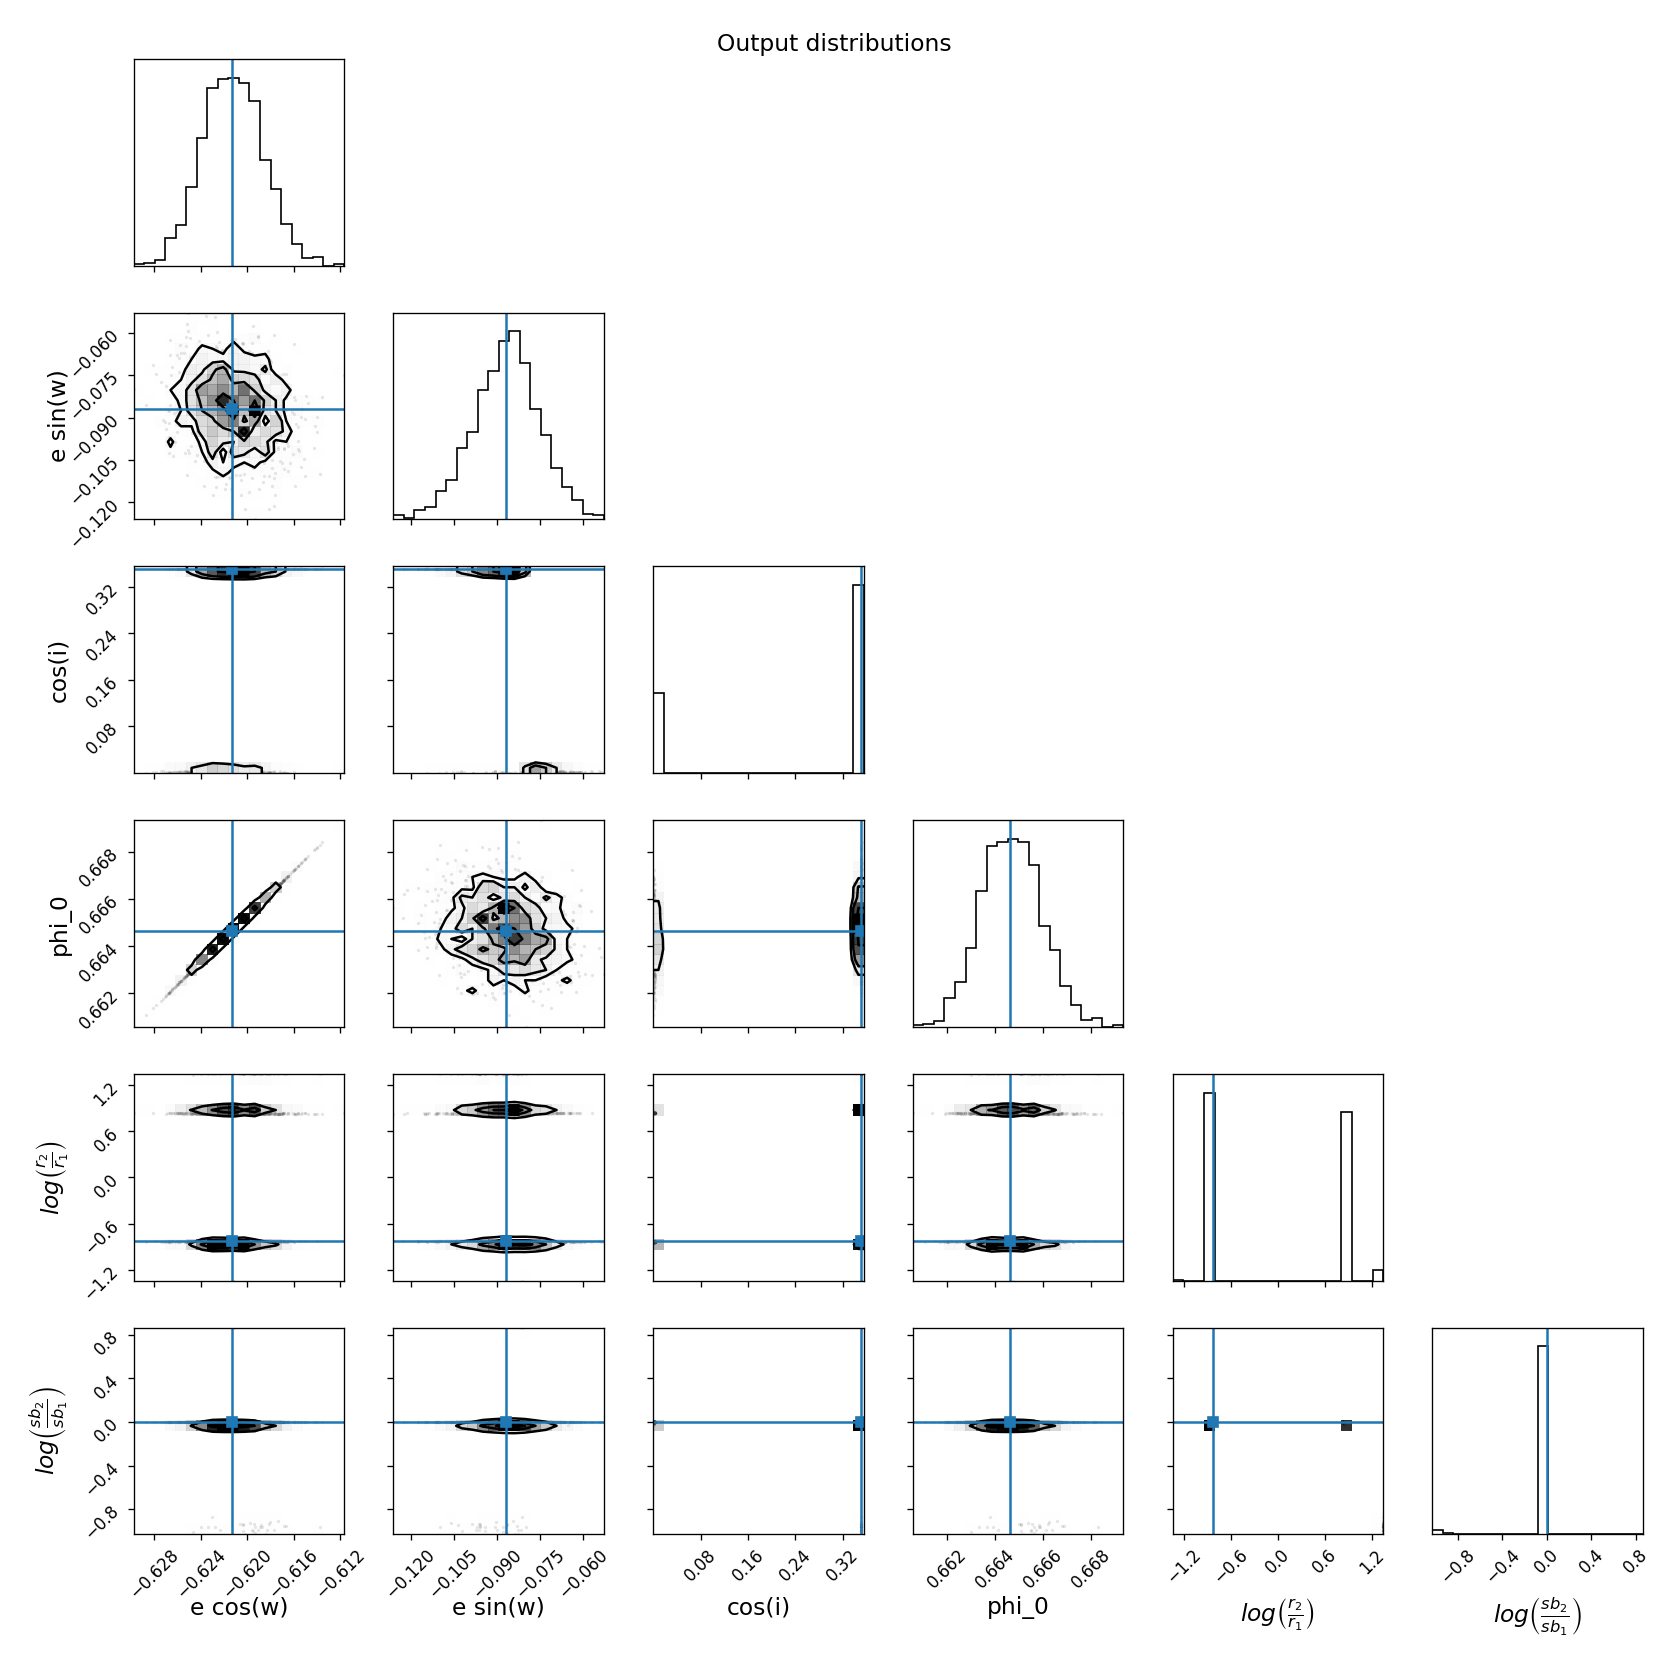 Output distributions
e sin(w)
−0.060
−0.075
−0.090
−0.105
−0.120
cos(i)
0.32
0.24
0.16
0.08
phi_0
0.668
0.666
0.664
0.662
log(r₂/r₁)
1.2
0.6
0.0
−0.6
−1.2
log(sb₂/sb₁)
0.8
0.4
0.0
−0.4
−0.8
−0.628 −0.624 −0.620 −0.616 −0.612
−0.120 −0.105 −0.090 −0.075 −0.060
0.08 0.16 0.24 0.32
0.662 0.664 0.666 0.668
−1.2 −0.6 0.0 0.6 1.2
−0.8 −0.4 0.0 0.4 0.8
e cos(w)
e sin(w)
cos(i)
phi_0
log(r₂/r₁)
log(sb₂/sb₁)